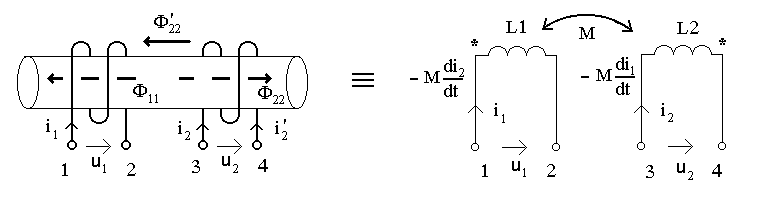 Φ'22
Φ11
Φ22
i1
i2
i'2
1
u1
2
3
u2
4
≡
* L1 M L2 *
- M di2/dt
- M di1/dt
i1
i2
1
u1
2
3
u2
4